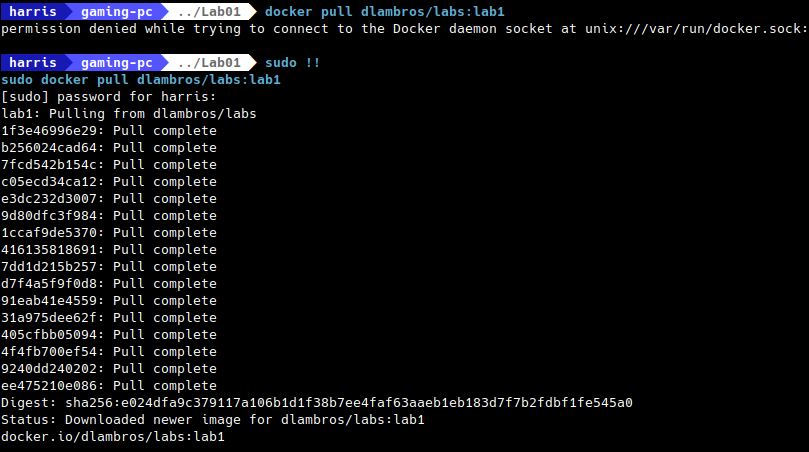 harris gaming-pc ../Lab01 docker pull dlambros/labs:lab1
permission denied while trying to connect to the Docker daemon socket at unix:///var/run/docker.sock:
harris gaming-pc ../Lab01 sudo !!
sudo docker pull dlambros/labs:lab1
[sudo] password for harris:
lab1: Pulling from dlambros/labs
1f3e46996e29: Pull complete
b256024cad64: Pull complete
7fcd542b154c: Pull complete
c05ecd34ca12: Pull complete
e3dc232d3007: Pull complete
9d80dfc3f984: Pull complete
1ccaf9de5370: Pull complete
416135818691: Pull complete
7dd1d215b257: Pull complete
d7f4a5f9f0d8: Pull complete
91eab41e4559: Pull complete
31a975dee62f: Pull complete
405cfbb05094: Pull complete
4f4fb700ef54: Pull complete
9240dd240202: Pull complete
ee475210e086: Pull complete
Digest: sha256:e024dfa9c379117a106b1d1f38b7ee4faf63aaeb1eb183d7f7b2fdbf1fe545a0
Status: Downloaded newer image for dlambros/labs:lab1
docker.io/dlambros/labs:lab1